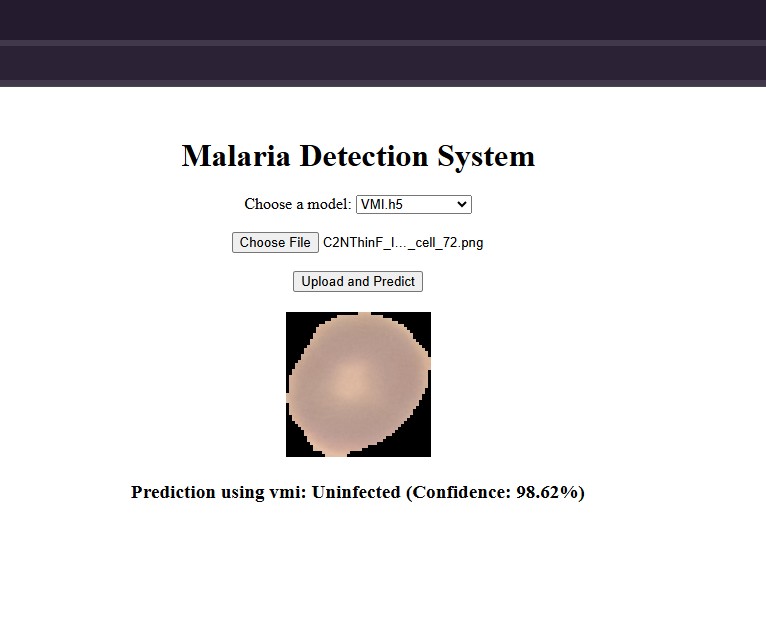 Malaria Detection System
Choose a model: VMI.h5
Choose File C2NThinF_I..._cell_72.png
Upload and Predict
Prediction using vmi: Uninfected (Confidence: 98.62%)